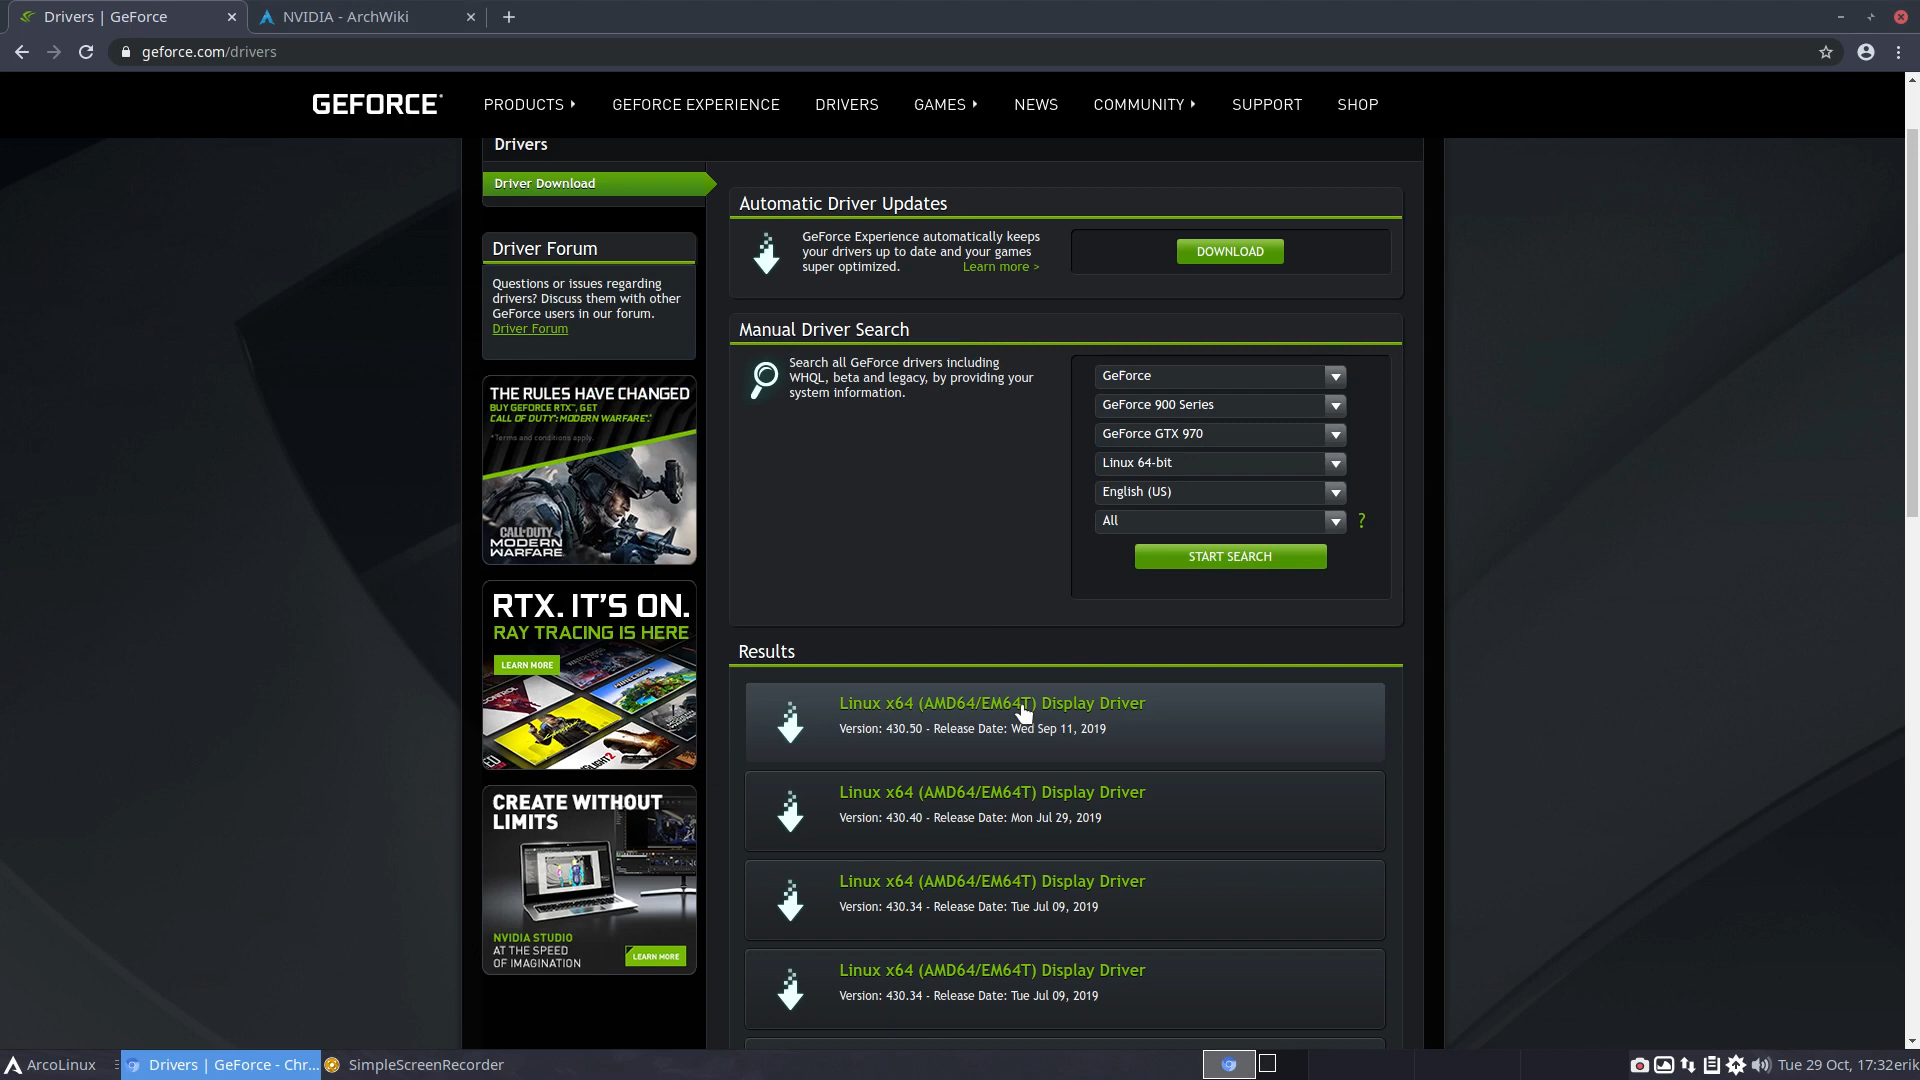 Drivers | GeForce
NVIDIA - ArchWiki
geforce.com/drivers
GEFORCE
PRODUCTS
GEFORCE EXPERIENCE
DRIVERS
GAMES
NEWS
COMMUNITY
SUPPORT
SHOP
Drivers
Driver Download
Driver Forum
Questions or issues regarding
drivers? Discuss them with other
GeForce users in our forum.
Driver Forum
THE RULES HAVE CHANGED
BUY GEFORCE RTX™, GET
CALL OF DUTY®: MODERN WARFARE®.*
*Terms and conditions apply.
CALL OF DUTY
MODERN
WARFARE
RTX. IT'S ON.
RAY TRACING IS HERE
LEARN MORE
CONTROL
CREATE WITHOUT
LIMITS
NVIDIA STUDIO
AT THE SPEED
OF IMAGINATION
LEARN MORE
Automatic Driver Updates
GeForce Experience automatically keeps
your drivers up to date and your games
super optimized. Learn more >
DOWNLOAD
Manual Driver Search
Search all GeForce drivers including
WHQL, beta and legacy, by providing your
system information.
GeForce
GeForce 900 Series
GeForce GTX 970
Linux 64-bit
English (US)
All
?
START SEARCH
Results
Linux x64 (AMD64/EM64T) Display Driver
Version: 430.50 - Release Date: Wed Sep 11, 2019
Linux x64 (AMD64/EM64T) Display Driver
Version: 430.40 - Release Date: Mon Jul 29, 2019
Linux x64 (AMD64/EM64T) Display Driver
Version: 430.34 - Release Date: Tue Jul 09, 2019
Linux x64 (AMD64/EM64T) Display Driver
Version: 430.34 - Release Date: Tue Jul 09, 2019
ArcoLinux
Drivers | GeForce - Chr...
SimpleScreenRecorder
Tue 29 Oct, 17:32erik